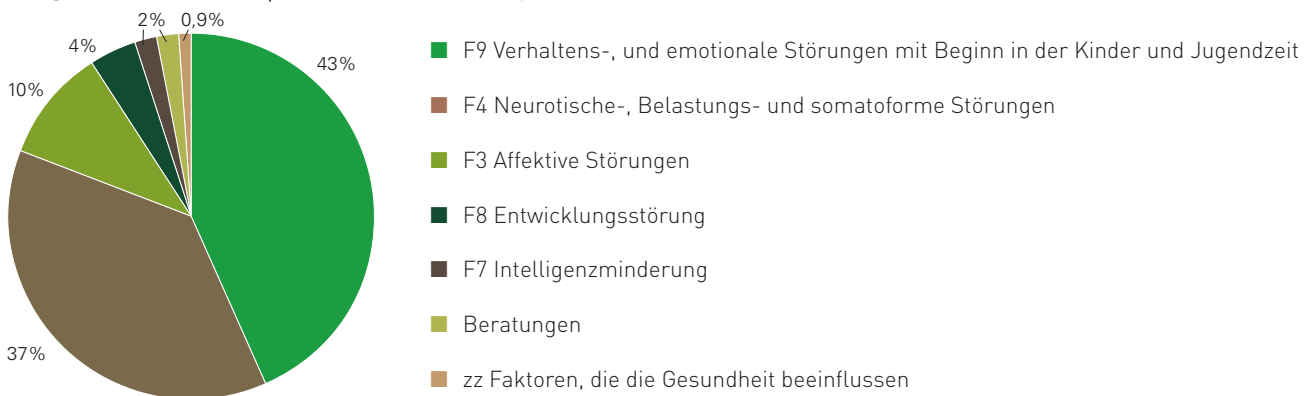 2%
0,9%
4%
43%
10%
37%
F9 Verhaltens-, und emotionale Störungen mit Beginn in der Kinder und Jugendzeit
F4 Neurotische-, Belastungs- und somatoforme Störungen
F3 Affektive Störungen
F8 Entwicklungsstörung
F7 Intelligenzminderung
Beratungen
zz Faktoren, die die Gesundheit beeinflussen